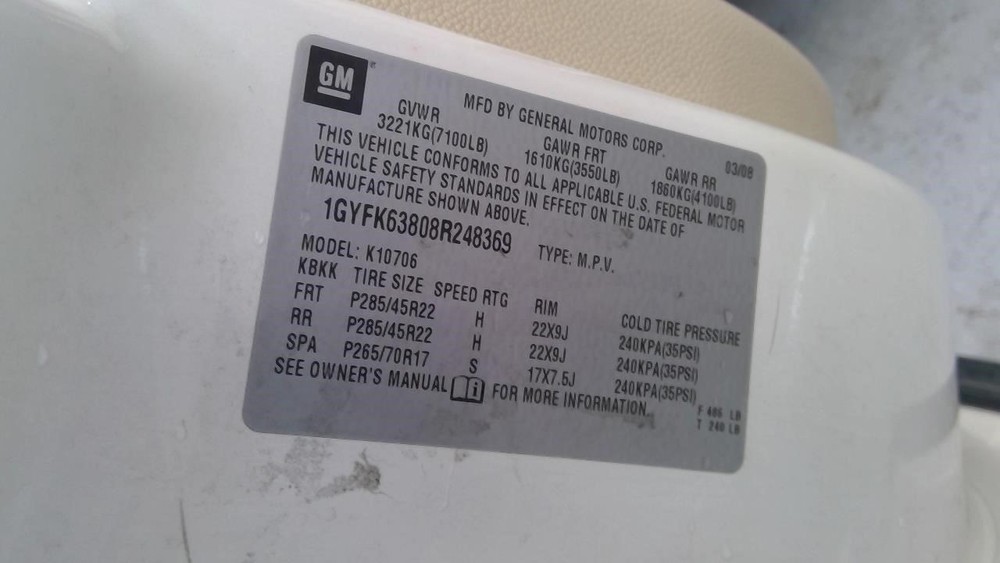 GM
MFD BY GENERAL MOTORS CORP. 03/08
GVWR GAWR FRT GAWR RR
3221KG(7100LB) 1610KG(3550LB) 1860KG(4100LB)
THIS VEHICLE CONFORMS TO ALL APPLICABLE U.S. FEDERAL MOTOR
VEHICLE SAFETY STANDARDS IN EFFECT ON THE DATE OF
MANUFACTURE SHOWN ABOVE.
1GYFK63808R248369 TYPE: M.P.V.
MODEL: K10706
KBKK TIRE SIZE SPEED RTG RIM COLD TIRE PRESSURE
FRT P285/45R22 H 22X9J 240KPA(35PSI)
RR P285/45R22 H 22X9J 240KPA(35PSI)
SPA P265/70R17 S 17X7.5J 240KPA(35PSI)
SEE OWNER'S MANUAL i FOR MORE INFORMATION.
F 486 LB
T 240 LB